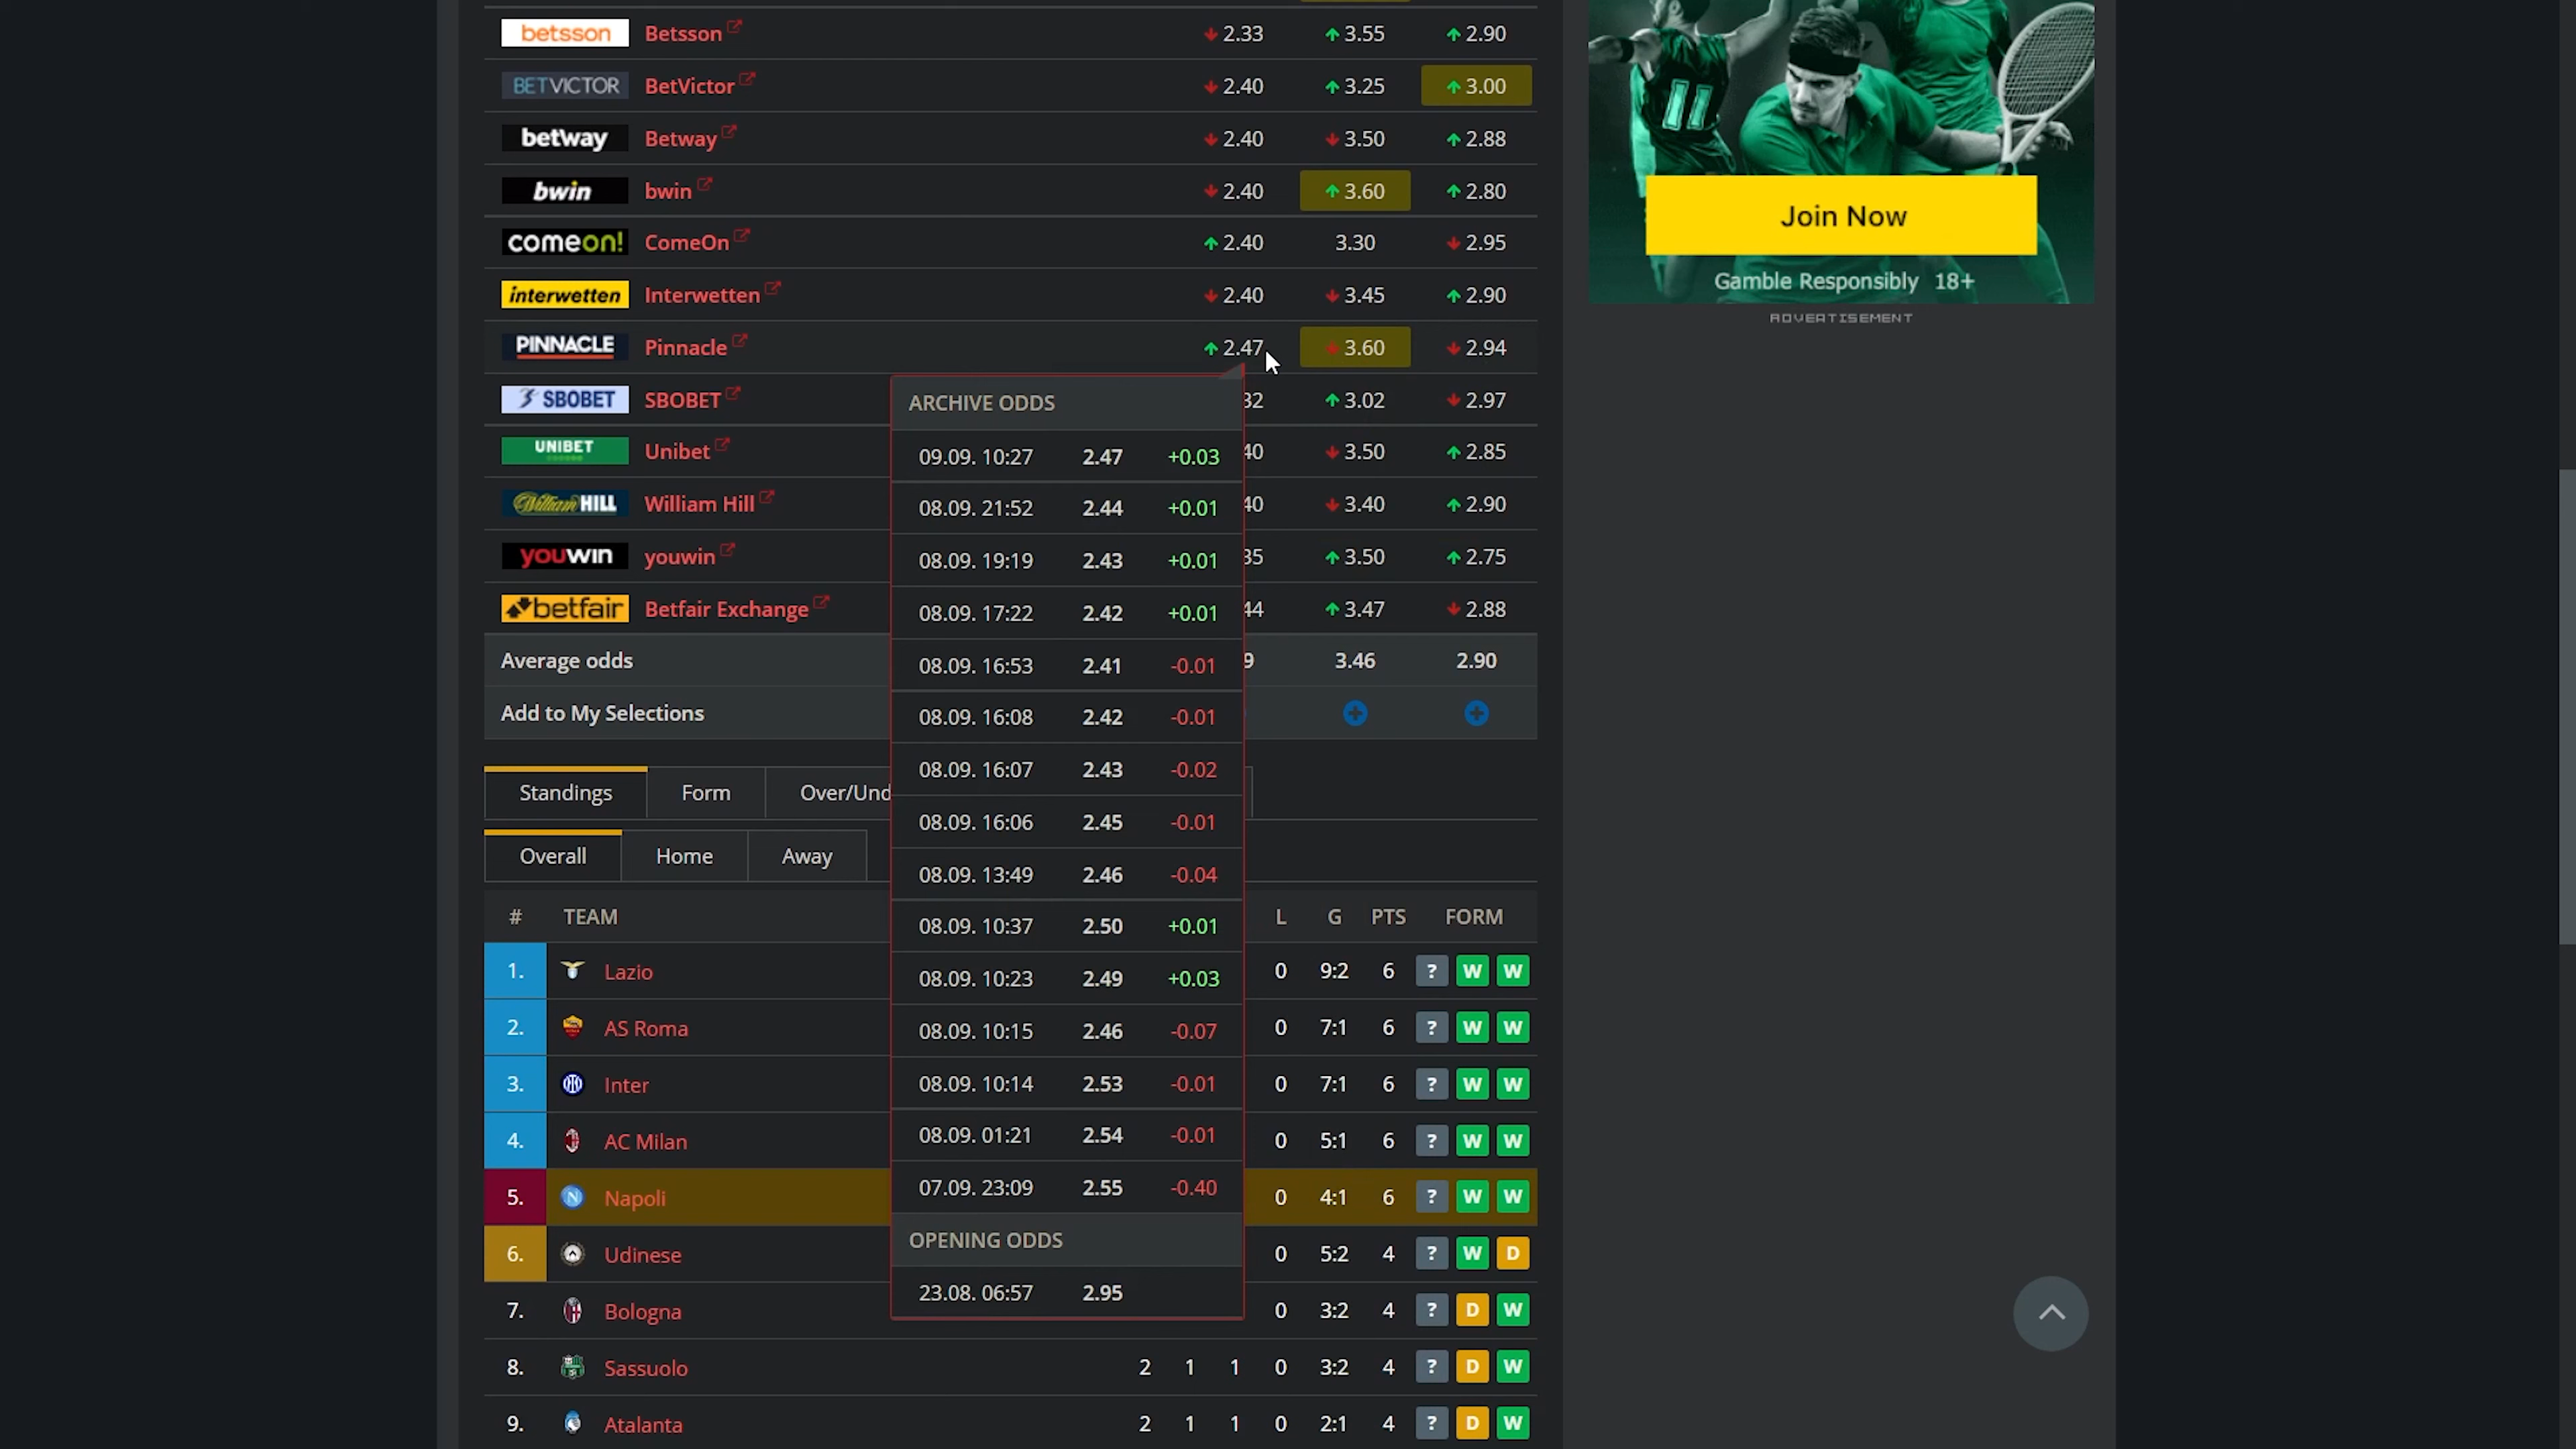 betsson Betsson 2.33 3.55 2.90
BETVICTOR BetVictor 2.40 3.25 3.00
betway Betway 2.40 3.50 2.88
bwin bwin 2.40 3.60 2.80
comeon! ComeOn 2.40 3.30 2.95
interwetten Interwetten 2.40 3.45 2.90
PINNACLE Pinnacle 2.47 3.60 2.94
SBOBET SBOBET 32 3.02 2.97
UNIBET Unibet 40 3.50 2.85
William HILL William Hill 40 3.40 2.90
youwin youwin 35 3.50 2.75
betfair Betfair Exchange 44 3.47 2.88
Average odds 9 3.46 2.90
Add to My Selections
ARCHIVE ODDS
09.09. 10:27 2.47 +0.03
08.09. 21:52 2.44 +0.01
08.09. 19:19 2.43 +0.01
08.09. 17:22 2.42 +0.01
08.09. 16:53 2.41 -0.01
08.09. 16:08 2.42 -0.01
08.09. 16:07 2.43 -0.02
08.09. 16:06 2.45 -0.01
08.09. 13:49 2.46 -0.04
08.09. 10:37 2.50 +0.01
08.09. 10:23 2.49 +0.03
08.09. 10:15 2.46 -0.07
08.09. 10:14 2.53 -0.01
08.09. 01:21 2.54 -0.01
07.09. 23:09 2.55 -0.40
OPENING ODDS
23.08. 06:57 2.95
Standings Form Over/Und
Overall Home Away
# TEAM L G PTS FORM
1. Lazio 0 9:2 6 ? W W
2. AS Roma 0 7:1 6 ? W W
3. Inter 0 7:1 6 ? W W
4. AC Milan 0 5:1 6 ? W W
5. N Napoli 0 4:1 6 ? W W
6. Udinese 0 5:2 4 ? W D
7. Bologna 0 3:2 4 ? D W
8. Sassuolo 2 1 1 0 3:2 4 ? D W
9. Atalanta 2 1 1 0 2:1 4 ? D W
11
Join Now
Gamble Responsibly 18+
ADVERTISEMENT